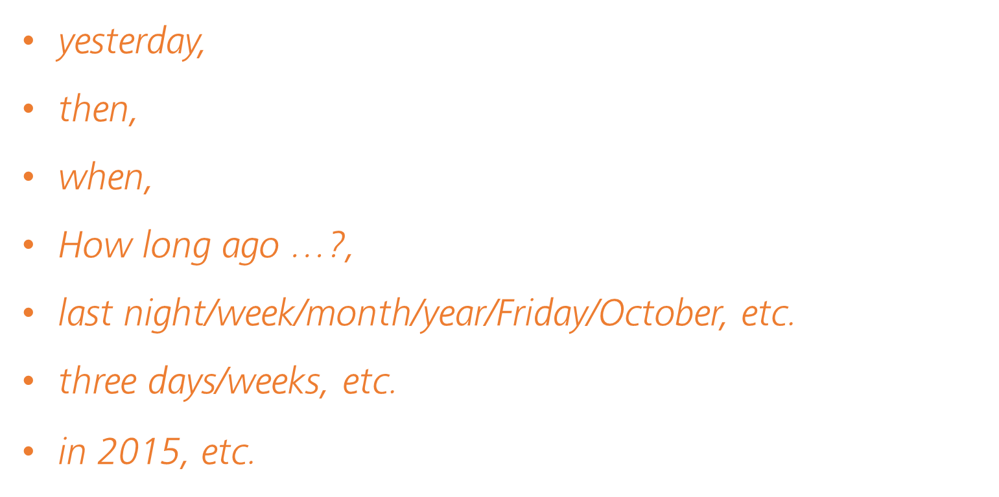 • yesterday,
• then,
• when,
• How long ago …?,
• last night/week/month/year/Friday/October, etc.
• three days/weeks, etc.
• in 2015, etc.